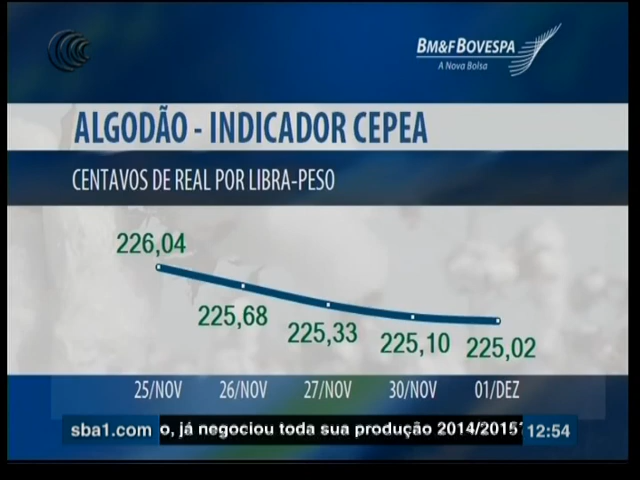 BM&FBOVESPA
A Nova Bolsa
ALGODÃO - INDICADOR CEPEA
CENTAVOS DE REAL POR LIBRA-PESO
226,04
225,68
225,33
225,10
225,02
25/NOV 26/NOV 27/NOV 30/NOV 01/DEZ
sba1.com o, já negociou toda sua produção 2014/2015? 12:54